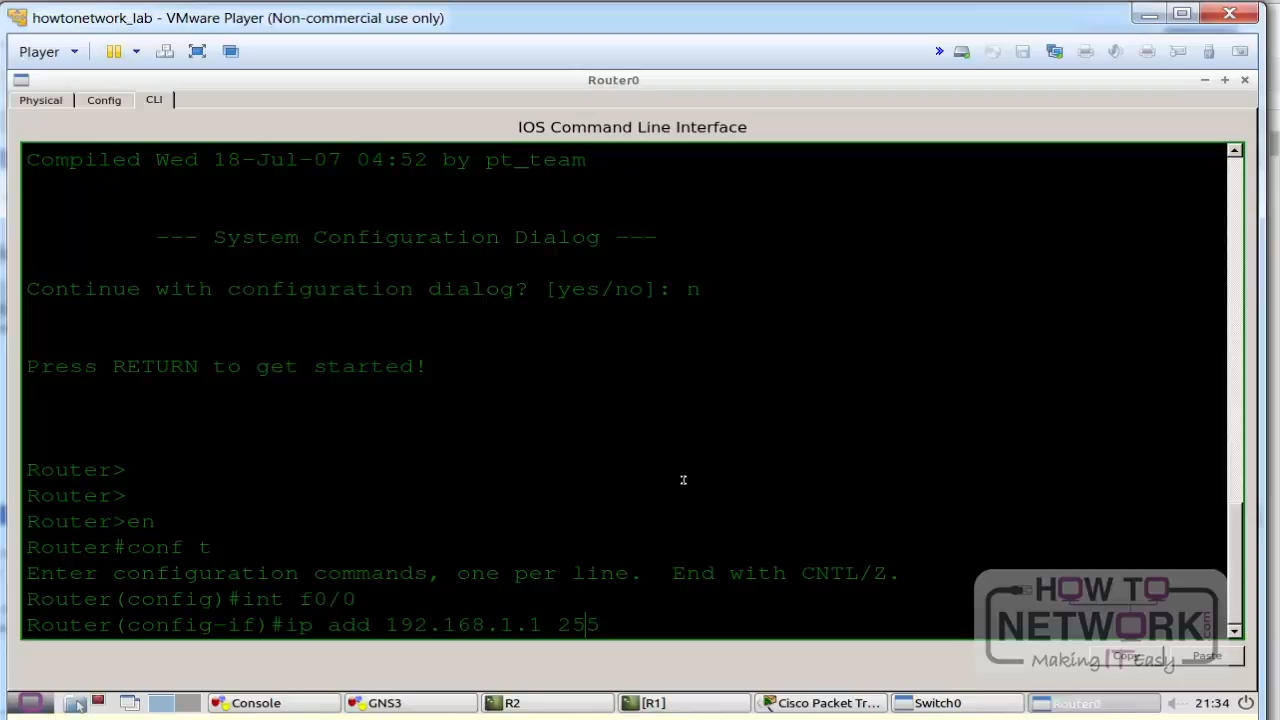 howtonetwork_lab - VMware Player (Non-commercial use only)
Player
Router0
Physical Config CLI
IOS Command Line Interface
Compiled Wed 18-Jul-07 04:52 by pt_team
--- System Configuration Dialog ---
Continue with configuration dialog? [yes/no]: n
Press RETURN to get started!
Router>
Router>
Router>en
Router#conf t
Enter configuration commands, one per line.  End with CNTL/Z.
Router(config)#int f0/0
Router(config-if)#ip add 192.168.1.1 255
HOW TO
NETWORK.com
Making IT Easy
Copy Paste
Console GNS3 R2 [R1] Cisco Packet Tr... Switch0 Router0 21:34